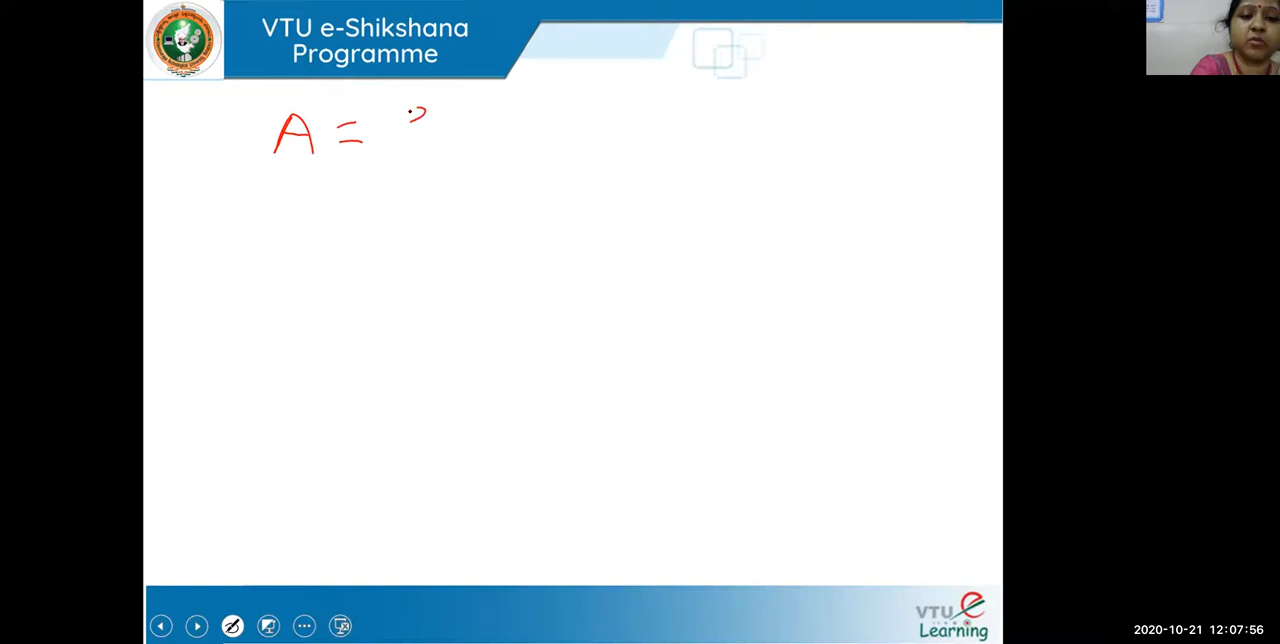 VTU e-Shikshana
Programme
A =
VTU
Learning
2020-10-21 12:07:56